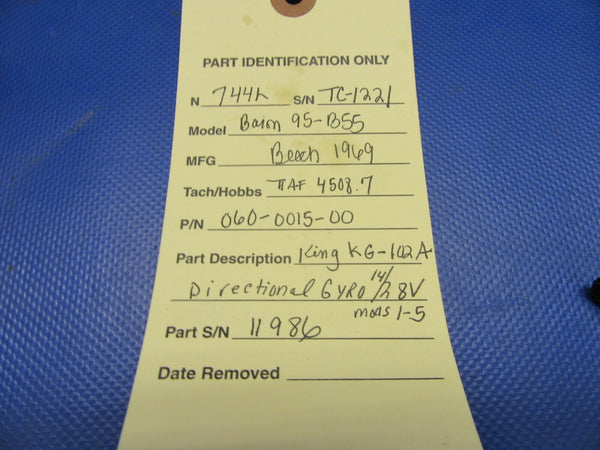 PART IDENTIFICATION ONLY
N 744K S/N TC-1221
Model Baron 95-B55
MFG Beech 1969
Tach/Hobbs TTAF 4508.7
P/N 060-0015-00
Part Description King KG-102A
Directional GYRO 14/28V
mods 1-5
Part S/N 11986
Date Removed